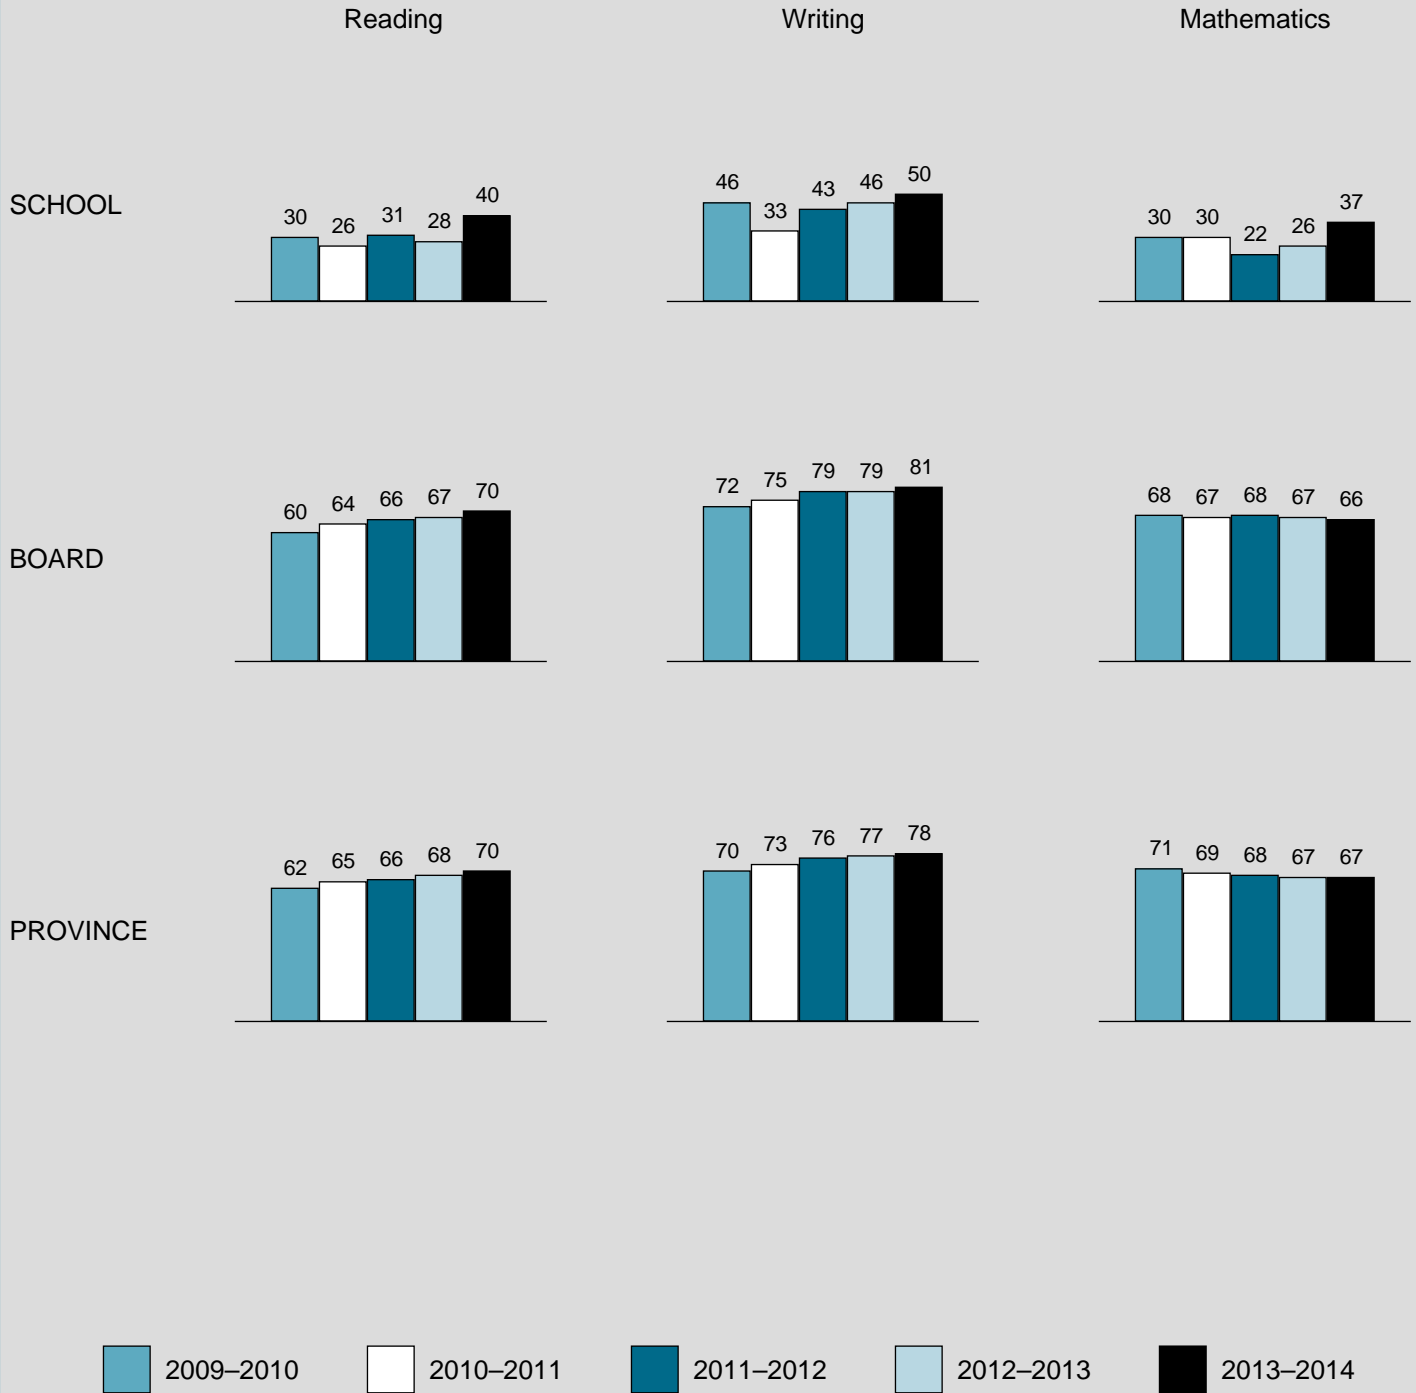 Reading Writing Mathematics
SCHOOL
30 26 31 28 40
46 33 43 46 50
30 30 22 26 37
BOARD
60 64 66 67 70
72 75 79 79 81
68 67 68 67 66
PROVINCE
62 65 66 68 70
70 73 76 77 78
71 69 68 67 67
2009–2010 2010–2011 2011–2012 2012–2013 2013–2014